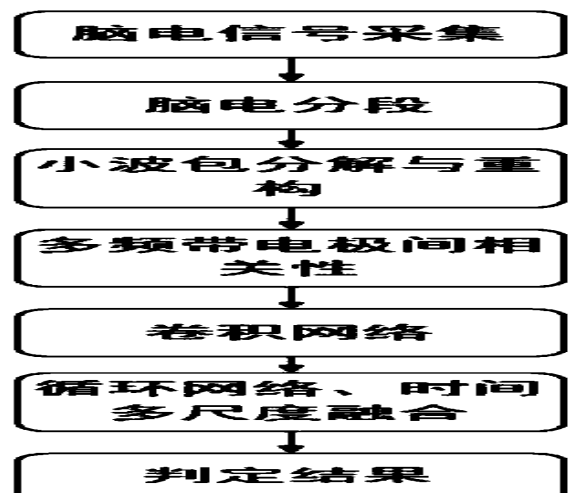 脑电信号采集
脑电分段
小波包分解与重
构
多频带电极间相
关性
卷积网络
循环网络、时间
多尺度融合
判定结果